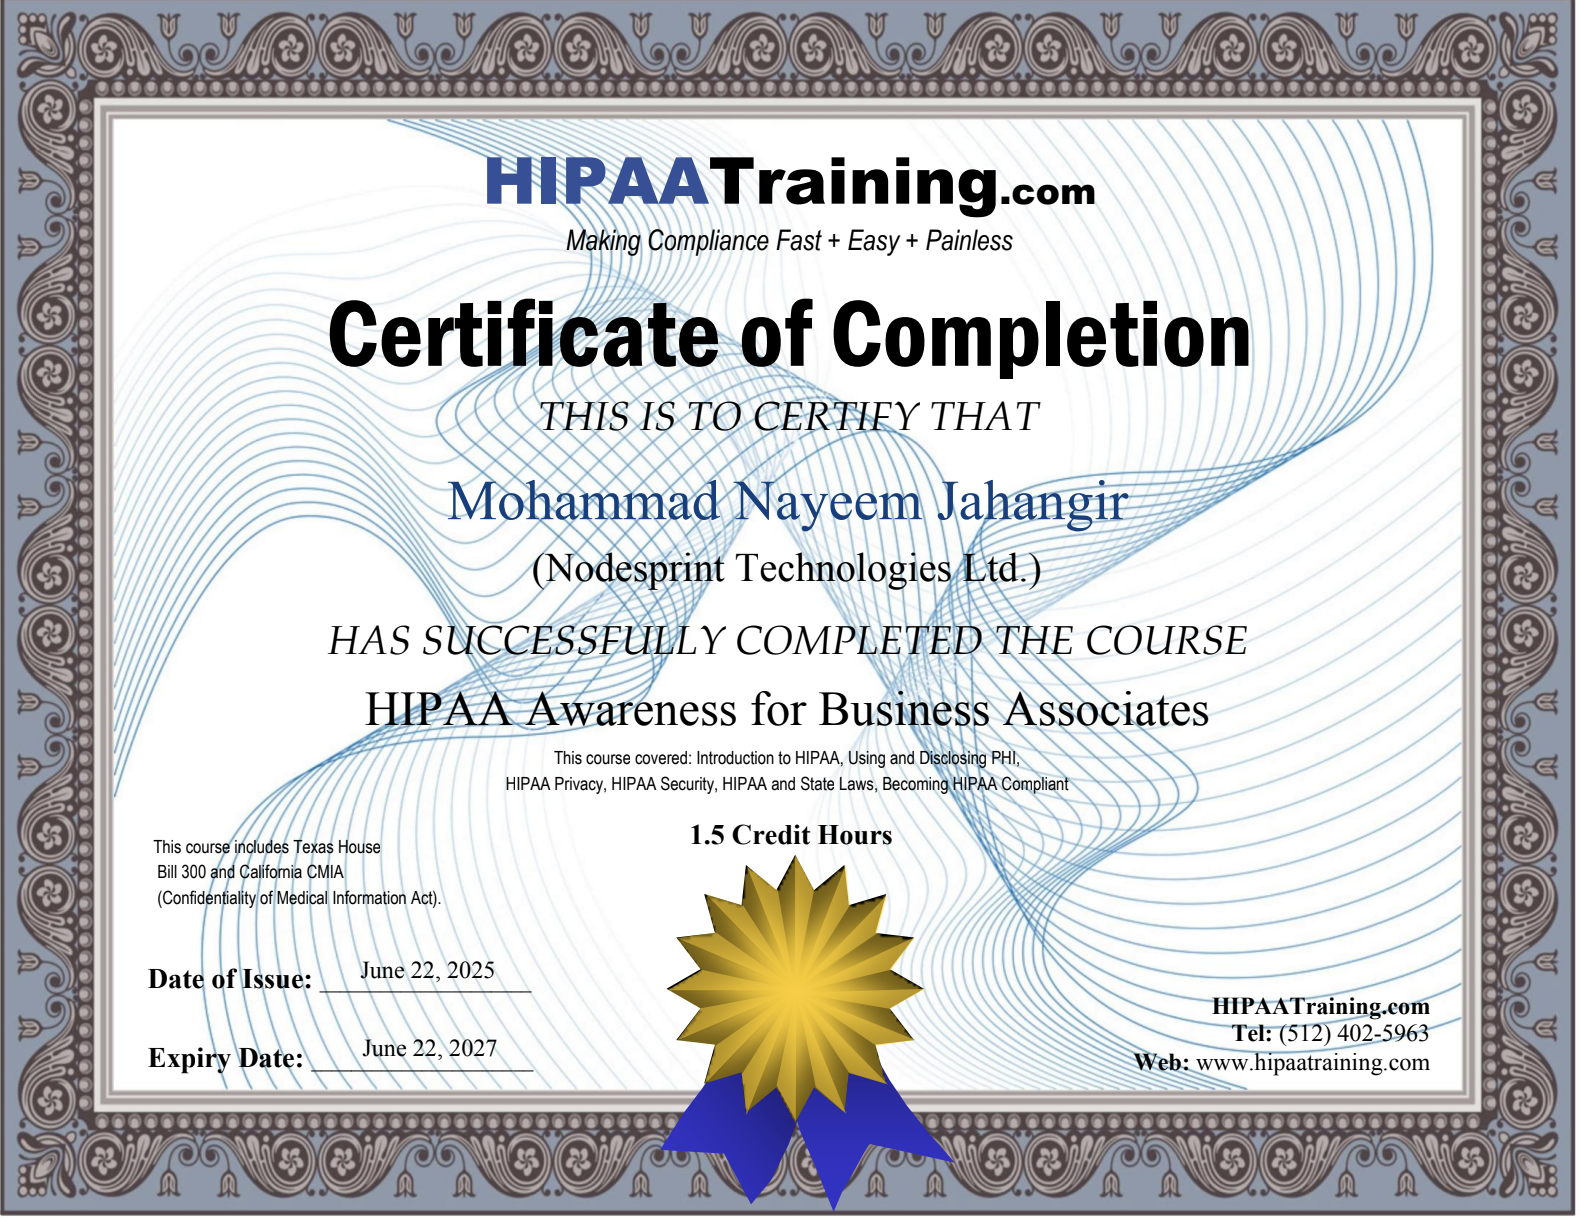 HIPAATraining.com
Making Compliance Fast + Easy + Painless
Certificate of Completion
THIS IS TO CERTIFY THAT
Mohammad Nayeem Jahangir
(Nodesprint Technologies Ltd.)
HAS SUCCESSFULLY COMPLETED THE COURSE
HIPAA Awareness for Business Associates
This course covered: Introduction to HIPAA, Using and Disclosing PHI,
HIPAA Privacy, HIPAA Security, HIPAA and State Laws, Becoming HIPAA Compliant
1.5 Credit Hours
This course includes Texas House
Bill 300 and California CMIA
(Confidentiality of Medical Information Act).
Date of Issue: June 22, 2025
Expiry Date: June 22, 2027
HIPAATraining.com
Tel: (512) 402-5963
Web: www.hipaatraining.com